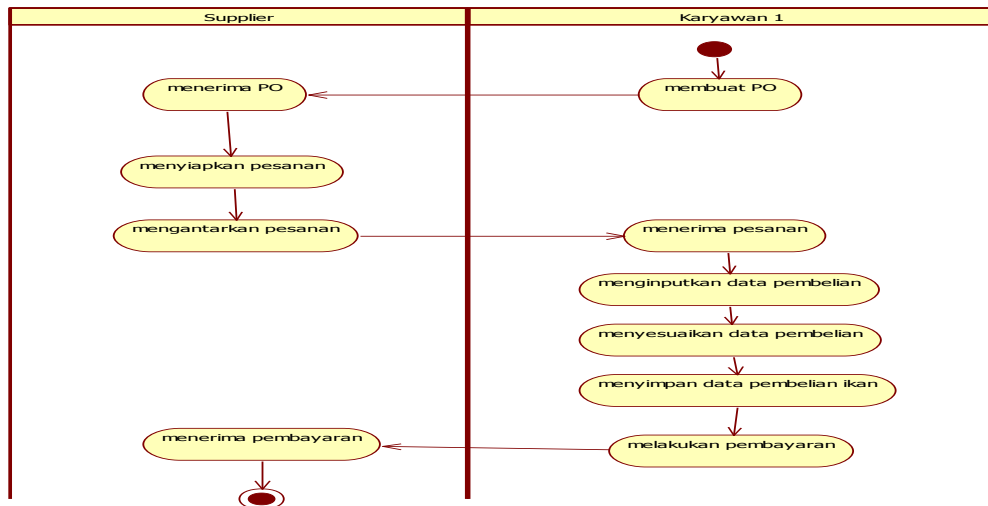 Supplier
Karyawan 1
menerima PO
membuat PO
menyiapkan pesanan
mengantarkan pesanan
menerima pesanan
menginputkan data pembelian
menyesuaikan data pembelian
menyimpan data pembelian ikan
menerima pembayaran
melakukan pembayaran